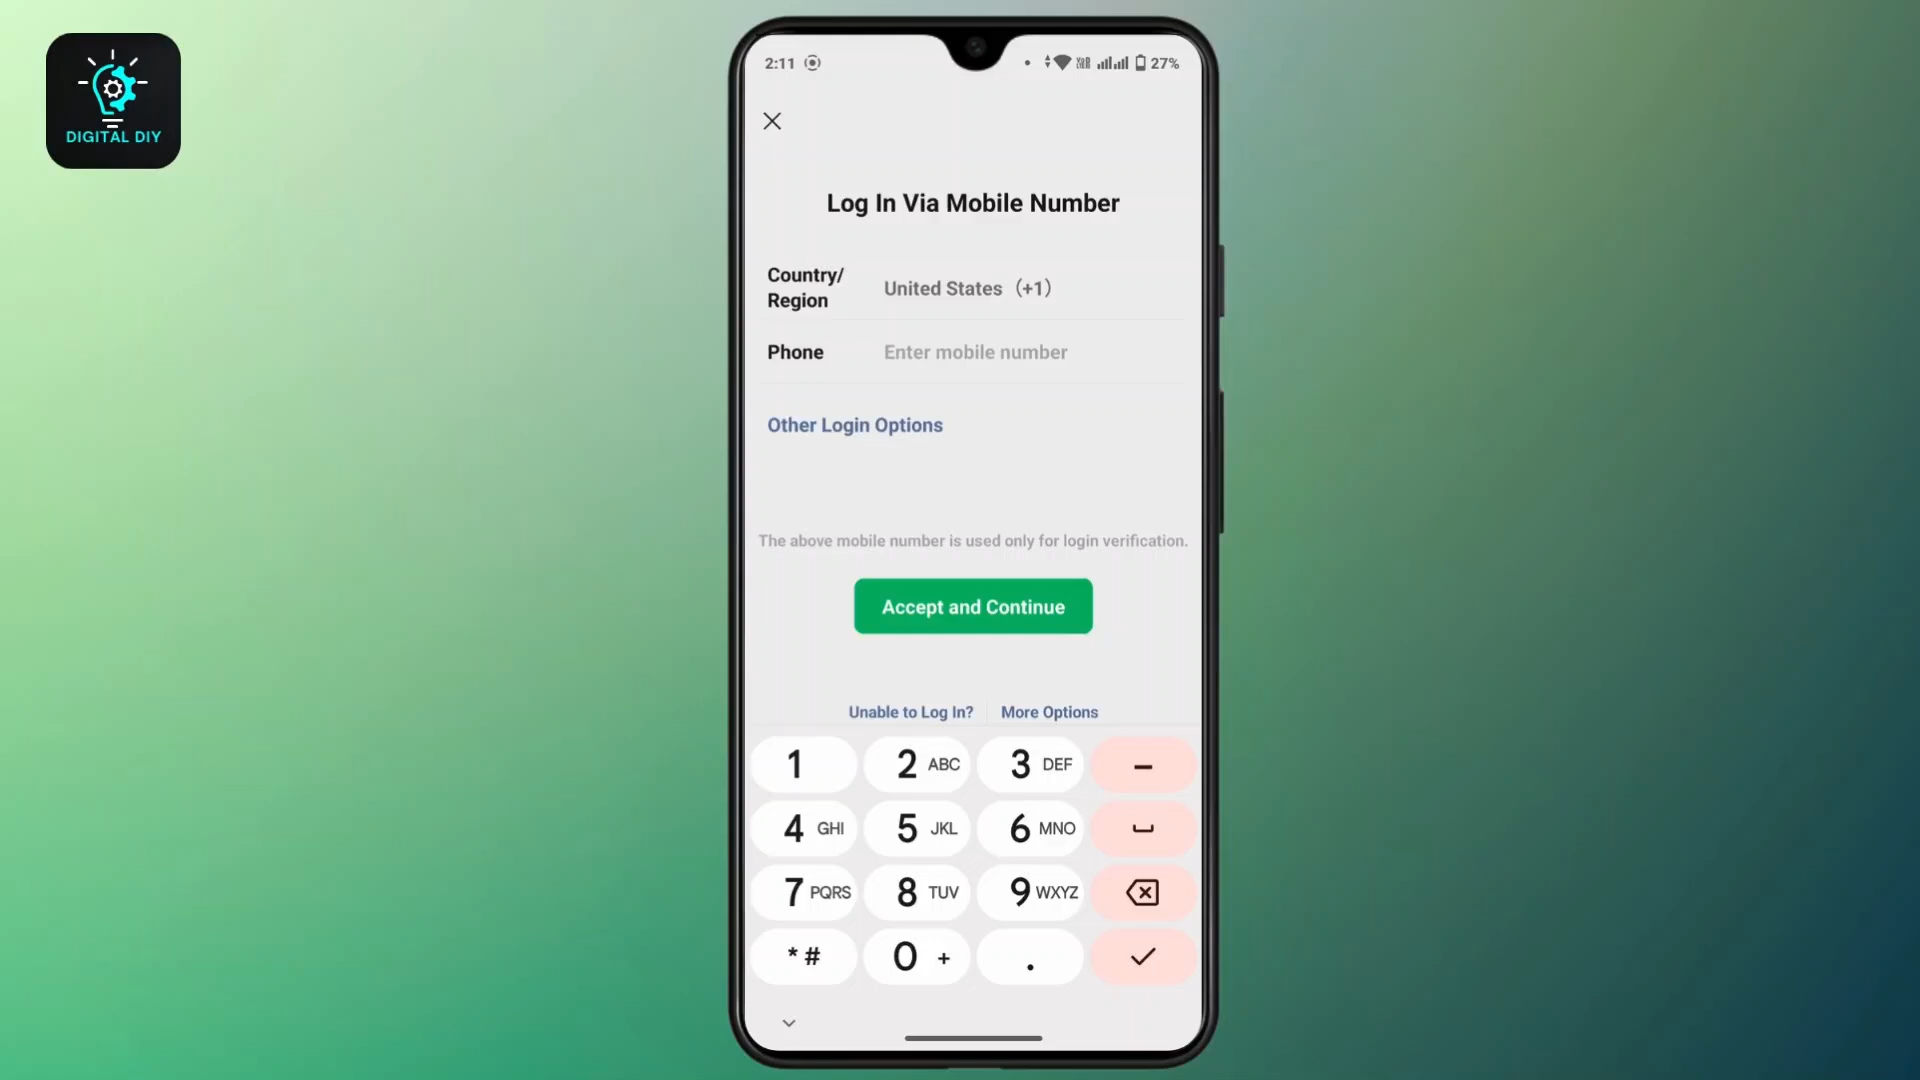 DIGITAL DIY
2:11 27%
Log In Via Mobile Number
Country/
Region
United States (+1)
Phone Enter mobile number
Other Login Options
The above mobile number is used only for login verification.
Accept and Continue
Unable to Log In? More Options
1 2 ABC 3 DEF –
4 GHI 5 JKL 6 MNO
7 PQRS 8 TUV 9 WXYZ
* # 0 + .